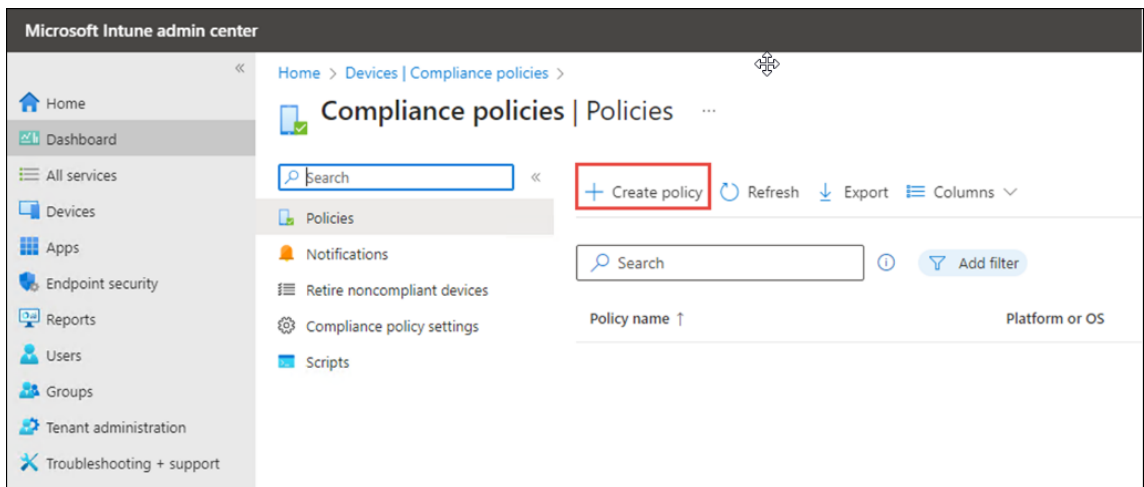 Microsoft Intune admin center
«
Home > Devices | Compliance policies >
Compliance policies | Policies ...
Home
Dashboard
All services
Devices
Apps
Endpoint security
Reports
Users
Groups
Tenant administration
Troubleshooting + support
Search «
Policies
Notifications
Retire noncompliant devices
Compliance policy settings
Scripts
+ Create policy Refresh Export Columns
Search Add filter
Policy name ↑ Platform or OS